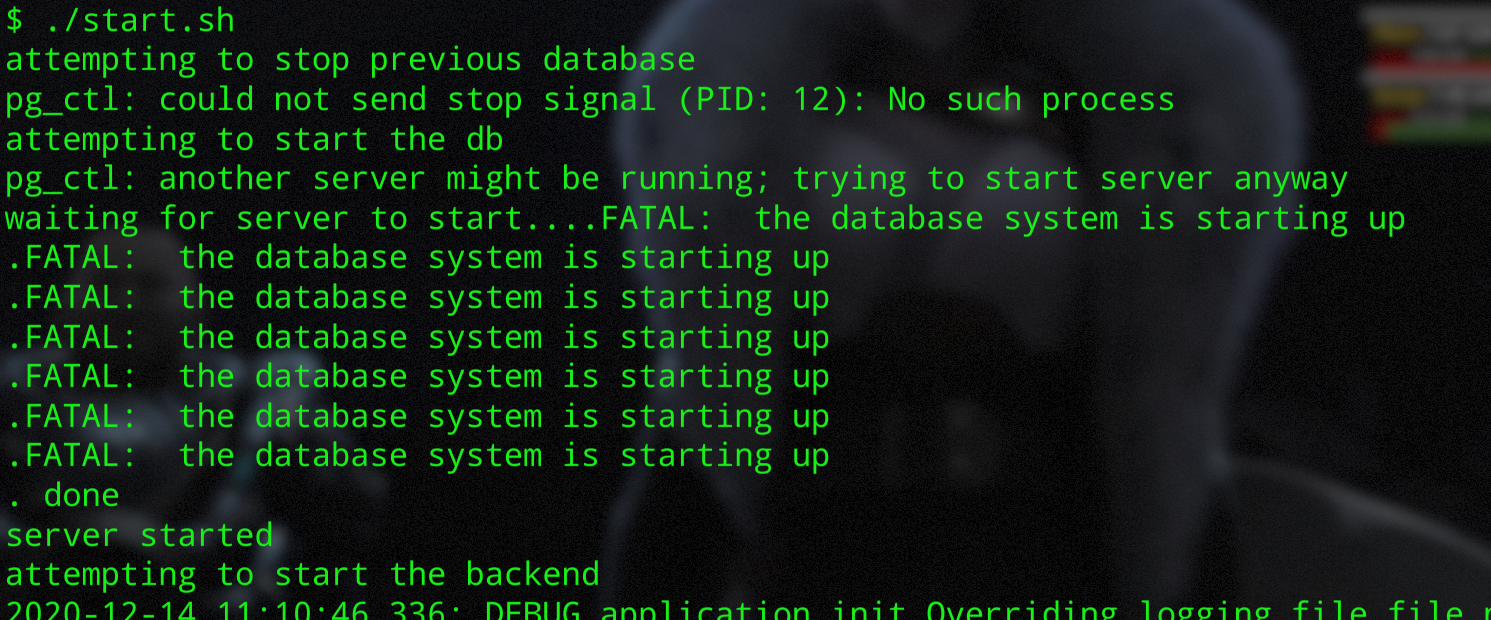 $ ./start.sh
attempting to stop previous database
pg_ctl: could not send stop signal (PID: 12): No such process
attempting to start the db
pg_ctl: another server might be running; trying to start server anyway
waiting for server to start....FATAL:  the database system is starting up
.FATAL:  the database system is starting up
.FATAL:  the database system is starting up
.FATAL:  the database system is starting up
.FATAL:  the database system is starting up
.FATAL:  the database system is starting up
.FATAL:  the database system is starting up
. done
server started
attempting to start the backend
2020-12-14 11:10:46,336: DEBUG application init Overriding logging file file